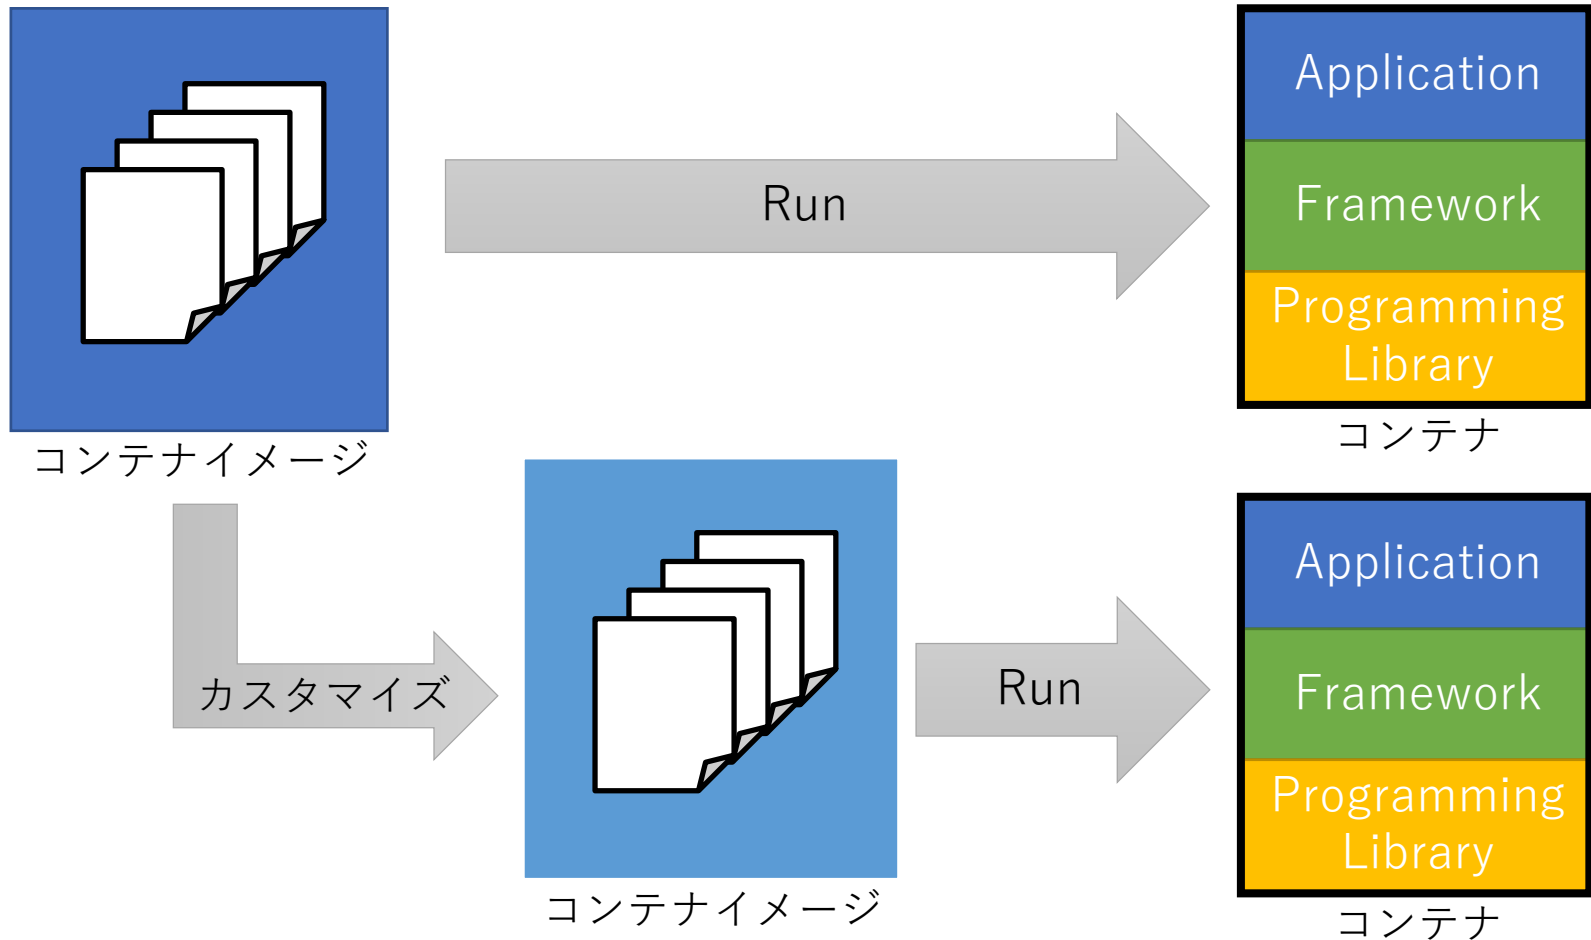 Run
Application
Framework
Programming
Library
コンテナイメージ
コンテナ
カスタマイズ
コンテナイメージ
Run
Application
Framework
Programming
Library
コンテナ